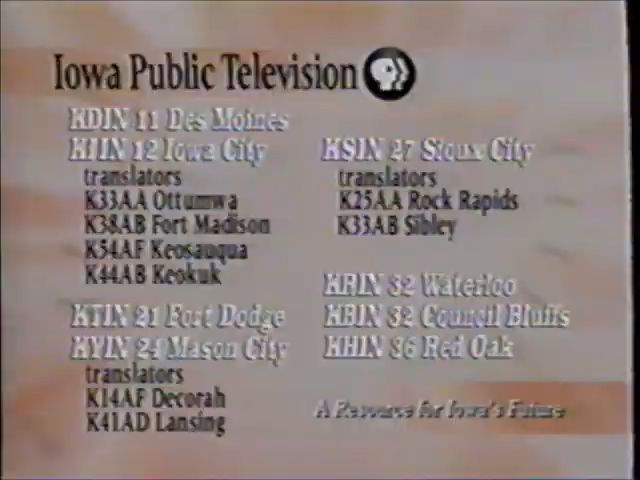 Iowa Public Television
KDIN 11 Des Moines
KIIN 12 Iowa City
translators
K33AA Ottumwa
K38AB Fort Madison
K54AF Keosauqua
K44AB Keokuk
KTIN 21 Fort Dodge
KYIN 24 Mason City
translators
K14AF Decorah
K41AD Lansing
KSIN 27 Sioux City
translators
K25AA Rock Rapids
K33AB Sibley
KRIN 32 Waterloo
KBIN 32 Council Bluffs
KHIN 36 Red Oak
A Resource for Iowa's Future